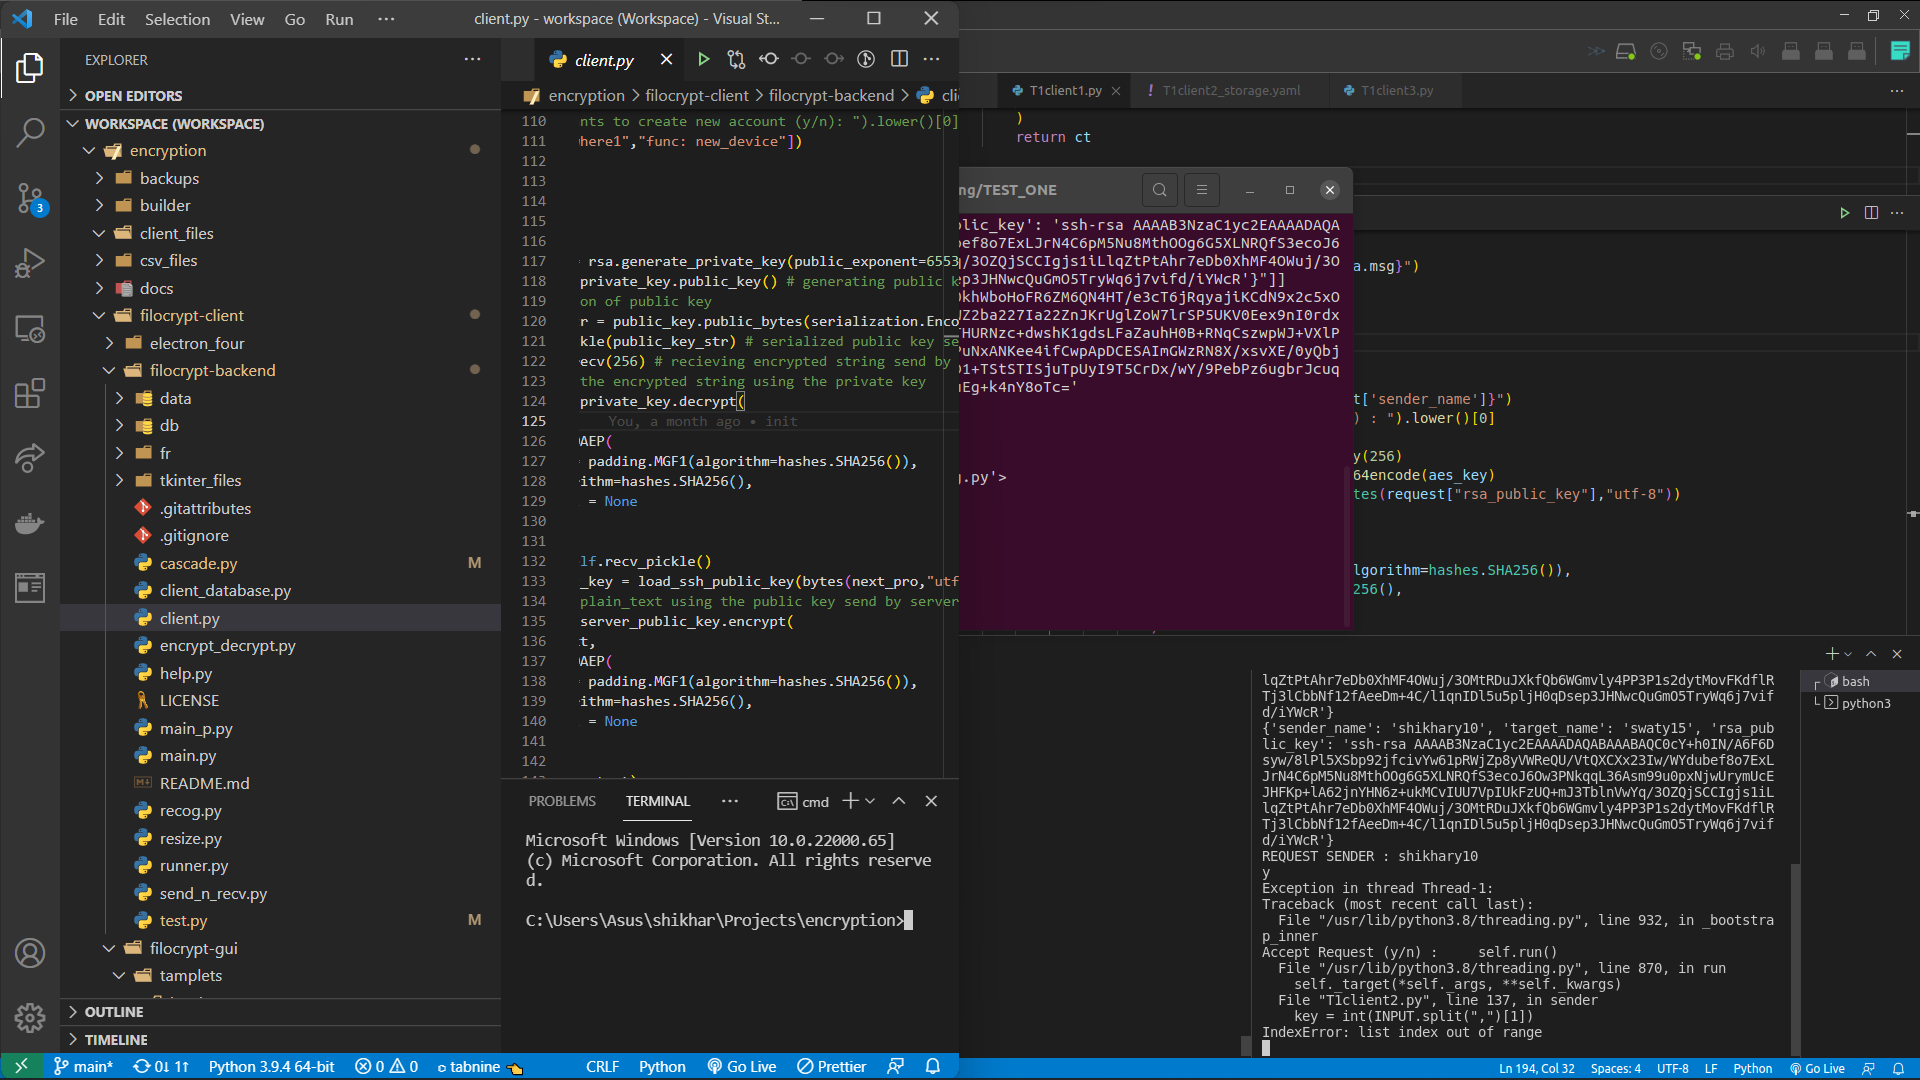 File Edit Selection View Go Run ···
client.py - workspace (Workspace) - Visual St...
EXPLORER
OPEN EDITORS
WORKSPACE (WORKSPACE)
encryption
backups
builder
client_files
csv_files
docs
filocrypt-client
electron_four
filocrypt-backend
data
db
fr
tkinter_files
.gitattributes
.gitignore
cascade.py M
client_database.py
client.py
encrypt_decrypt.py
help.py
LICENSE
main_p.py
main.py
README.md
recog.py
resize.py
runner.py
send_n_recv.py
test.py M
filocrypt-gui
tamplets
OUTLINE
TIMELINE
3
client.py
encryption > filocrypt-client > filocrypt-backend > cli
110 nts to create new account (y/n): ").lower()[0]
111 here1","func: new_device"])
112
113
114
115
116
117 rsa.generate_private_key(public_exponent=6553
118 private_key.public_key() # generating public k
119 on of public key
120 r = public_key.public_bytes(serialization.Enco
121 kle(public_key_str) # serialized public key se
122 ecv(256) # recieving encrypted string send by
123 the encrypted string using the private key
124 private_key.decrypt(
125 You, a month ago • init
126 AEP(
127 padding.MGF1(algorithm=hashes.SHA256()),
128 ithm=hashes.SHA256(),
129 = None
130
131
132 lf.recv_pickle()
133 _key = load_ssh_public_key(bytes(next_pro,"utf
134 plain_text using the public key send by server
135 server_public_key.encrypt(
136 t,
137 AEP(
138 padding.MGF1(algorithm=hashes.SHA256()),
139 ithm=hashes.SHA256(),
140 = None
141
142
PROBLEMS TERMINAL ··· cmd
Microsoft Windows [Version 10.0.22000.65]
(c) Microsoft Corporation. All rights reserve
d.
C:\Users\Asus\shikhar\Projects\encryption>
main* 0↓ 1↑ Python 3.9.4 64-bit 0 0 tabnine CRLF Python Go Live Prettier
T1client1.py T1client2_storage.yaml T1client3.py
)
return ct
ng/TEST_ONE
blic_key': 'ssh-rsa AAAAB3NzaC1yc2EAAAADAQA
bef8o7ExLJrN4C6pM5Nu8MthOOg6G5XLNRQfS3ecoJ6
q/3OZQjSCCIgjs1iLlqZtPtAhr7eDb0XhMF4OWuj/3O
ep3JHNwcQuGmO5TryWq6j7vifd/iYWcR'}"]]
0khWboHoFR6ZM6QN4HT/e3cT6jRqyajiKCdN9x2c5xO
WZ2ba227Ia22ZnJKrUglZoW7lrSP5UKV0Eex9nI0rdx
THURNzc+dwshK1gdsLFaZauhH0B+RNqCszwpWJ+VXlP
PuNxANKee4ifCwpApDCESAImGWzRN8X/xsvXE/0yQbj
D1+TStSTISjuTpUyI9T5CrDx/wY/9PebPz6ugbrJcuq
uEg+k4nY8oTc='
g.py'>
a.msg}")
t['sender_name']}")
) : ").lower()[0]
y(256)
64encode(aes_key)
tes(request["rsa_public_key"],"utf-8"))
lgorithm=hashes.SHA256()),
256(),
bash
python3
lqZtPtAhr7eDb0XhMF4OWuj/3OMtRDuJXkfQb6WGmvly4PP3P1s2dytMovFKdflR
Tj3lCbbNf12fAeeDm+4C/l1qnIDl5u5pljH0qDsep3JHNwcQuGmO5TryWq6j7vif
d/iYWcR'}
{'sender_name': 'shikhary10', 'target_name': 'swaty15', 'rsa_pub
lic_key': 'ssh-rsa AAAAB3NzaC1yc2EAAAADAQABAAABAQC0cY+h0IN/A6F6D
syw/8lPl5XSbp92jfcivYw61pRWjZp8yVWReQU/VtQXCXx23Iw/WYdubef8o7ExL
JrN4C6pM5Nu8MthOOg6G5XLNRQfS3ecoJ6Ow3PNkqqL36Asm99u0pxNjwUrymUcE
JHFKp+lA62jnYHN6z+ukMCvIUU7VpIUkFzUQ+mJ3TblnVwYq/3OZQjSCCIgjs1iL
lqZtPtAhr7eDb0XhMF4OWuj/3OMtRDuJXkfQb6WGmvly4PP3P1s2dytMovFKdflR
Tj3lCbbNf12fAeeDm+4C/l1qnIDl5u5pljH0qDsep3JHNwcQuGmO5TryWq6j7vif
d/iYWcR'}
REQUEST SENDER : shikhary10
y
Exception in thread Thread-1:
Traceback (most recent call last):
File "/usr/lib/python3.8/threading.py", line 932, in _bootstra
p_inner
Accept Request (y/n) : self.run()
File "/usr/lib/python3.8/threading.py", line 870, in run
self._target(*self._args, **self._kwargs)
File "T1client2.py", line 137, in sender
key = int(INPUT.split(",")[1])
IndexError: list index out of range
Ln 194, Col 32 Spaces: 4 UTF-8 LF Python Go Live